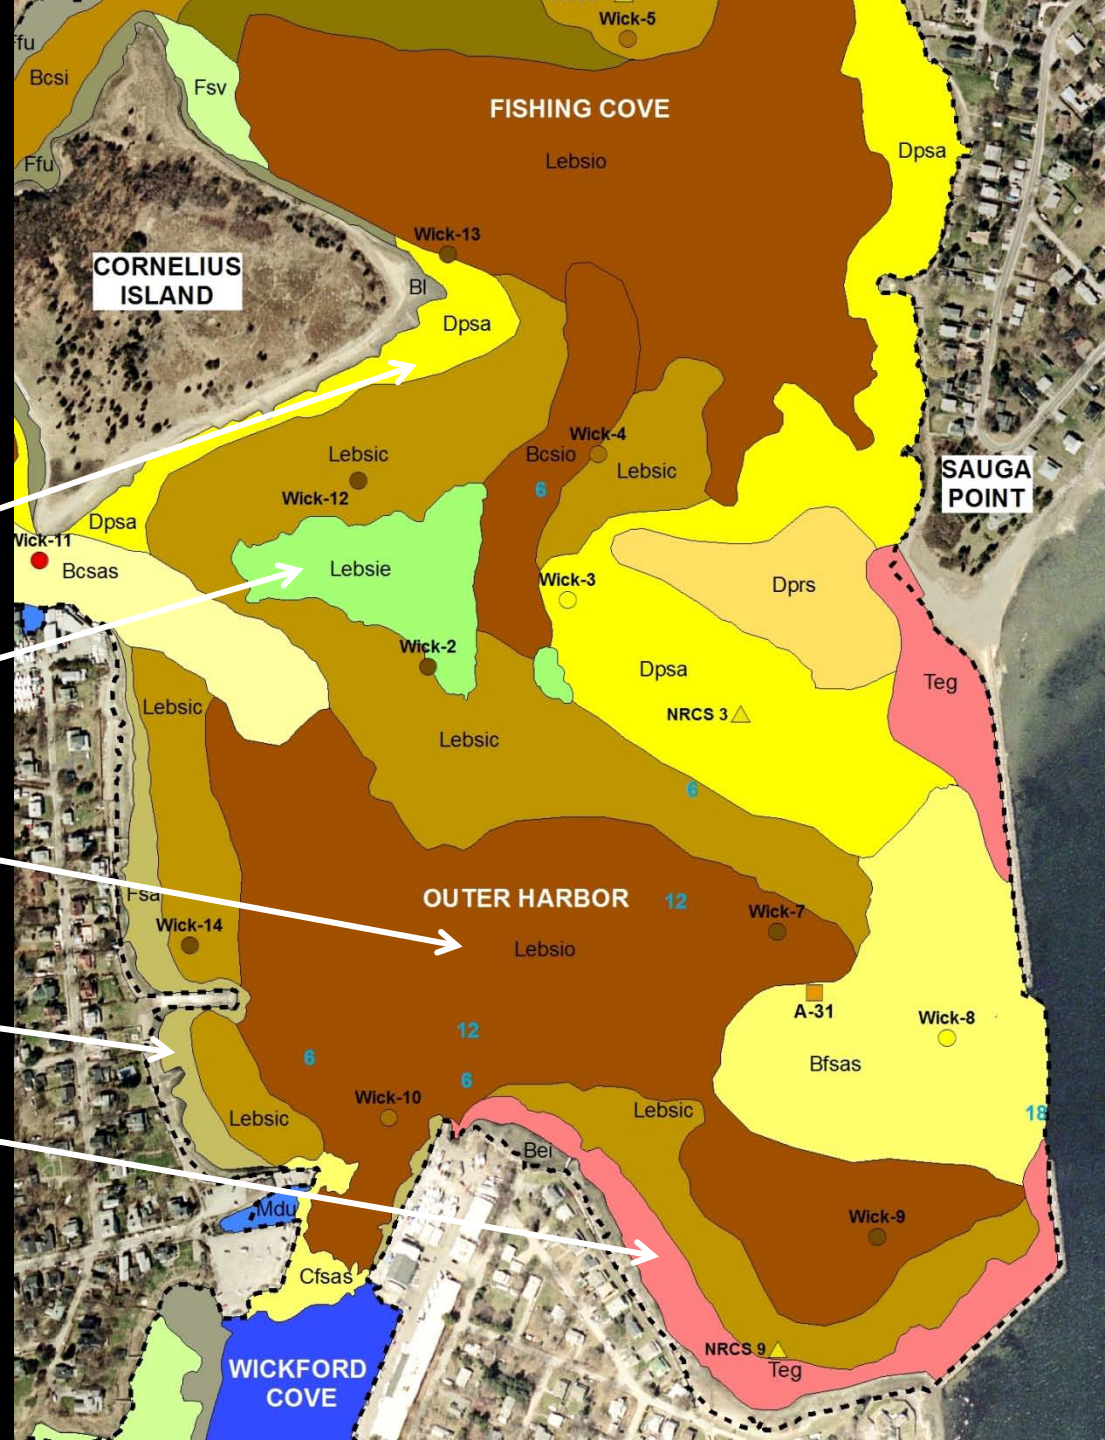 Wick-5
Ffu
Bcsi
Fsv
FISHING COVE
Lebsio
Dpsa
Ffu
Wick-13
CORNELIUS
ISLAND
Bl
Dpsa
Wick-4
Bcsio
Lebsic
Lebsic
6
Wick-12
SAUGA
POINT
Dpsa
Wick-11
Bcsas
Lebsie
Wick-3
Dprs
Wick-2
Dpsa
Teg
Lebsic
NRCS 3
Lebsic
6
Fsa
OUTER HARBOR
12
Wick-7
Wick-14
Lebsio
A-31
Wick-8
12
6
Bfsas
6
Wick-10
Lebsic
Lebsic
18
Bei
Mdu
Wick-9
Cfsas
NRCS 9
Teg
WICKFORD
COVE